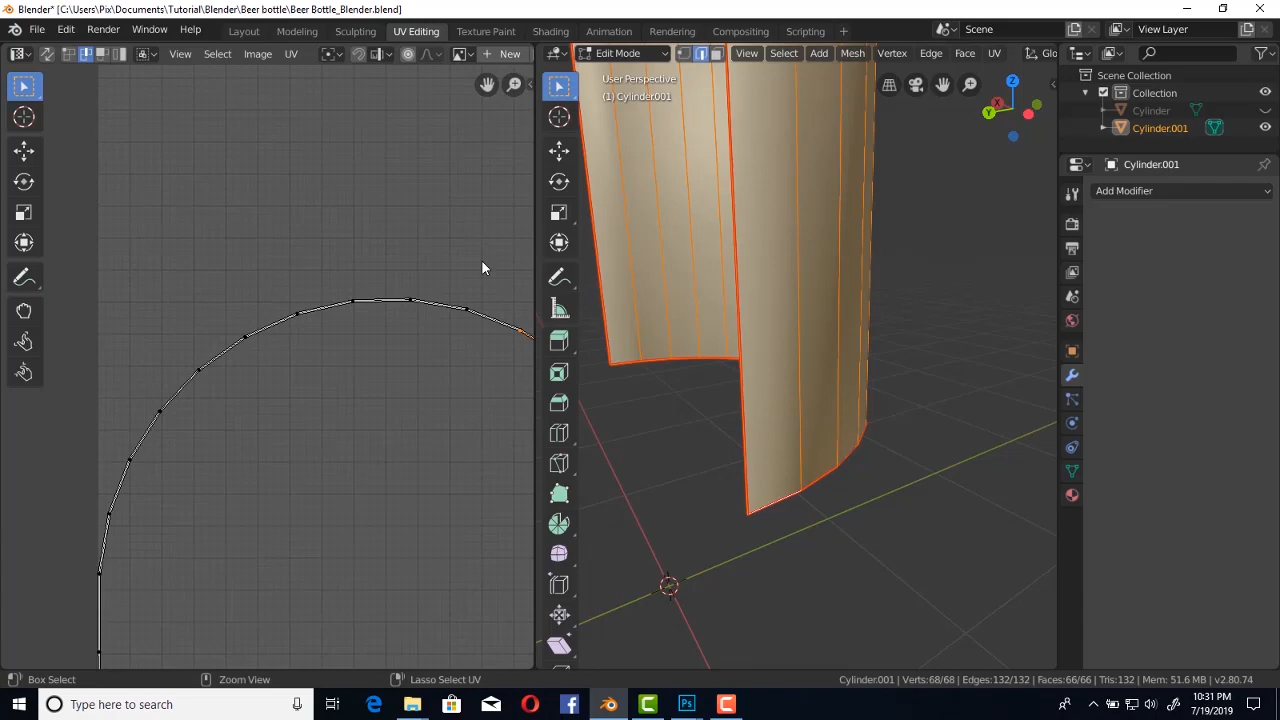 Blender* [C:\Users\Pix\Documents\Tutorial\Blender\Beer bottle\Beer Bottle_Blender.blend]
File Edit Render Window Help Layout Modeling Sculpting UV Editing Texture Paint Shading Animation Rendering Compositing Scripting + Scene View Layer
View Select Image UV + New Edit Mode View Select Add Mesh Vertex Edge Face UV Glo
User Perspective
(1) Cylinder.001
Z
X
Y
Scene Collection
Collection
Cylinder
Cylinder.001
Cylinder.001
Add Modifier
Box Select Zoom View Lasso Select UV Cylinder.001 | Verts:68/68 | Edges:132/132 | Faces:66/66 | Tris:132 | Mem: 51.6 MB | v2.80.74
Type here to search
10:31 PM
7/19/2019